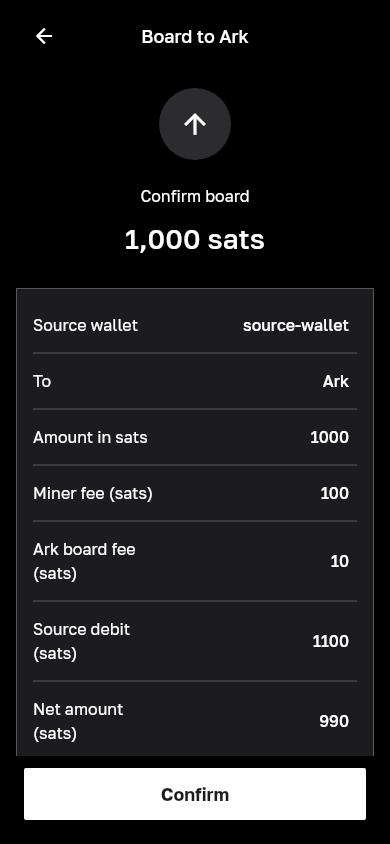 Board to Ark
Confirm board
1,000 sats
Source wallet source-wallet
To Ark
Amount in sats 1000
Miner fee (sats) 100
Ark board fee
(sats) 10
Source debit
(sats) 1100
Net amount
(sats) 990
Confirm